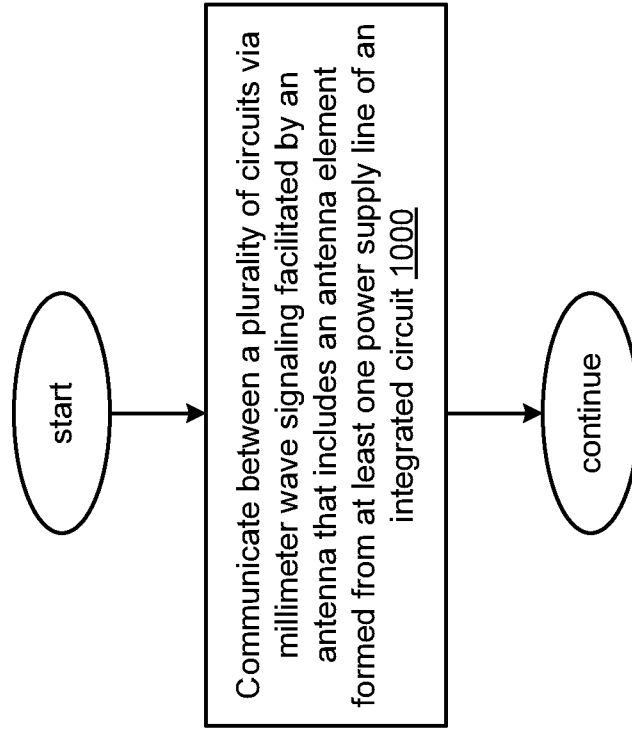 start
Communicate between a plurality of circuits via
millimeter wave signaling facilitated by an
antenna that includes an antenna element
formed from at least one power supply line of an
integrated circuit 1000
continue